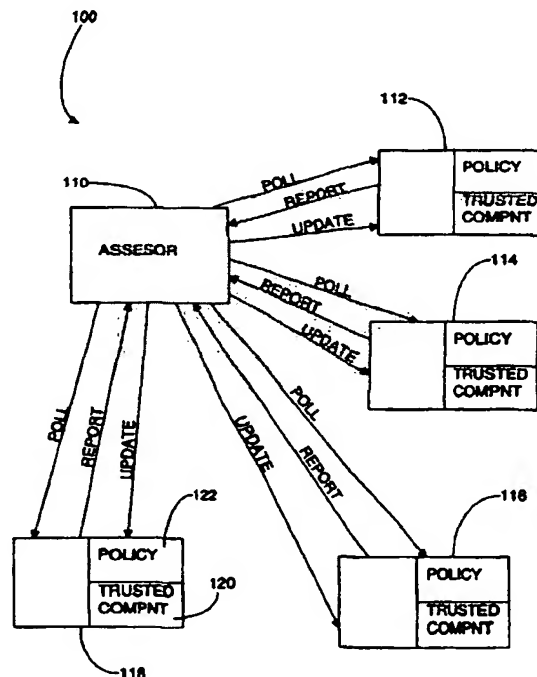 100
112
110
POLICY
TRUSTED
COMPNT
POLL
REPORT
UPDATE
ASSESOR
114
POLL
REPORT
UPDATE
POLICY
TRUSTED
COMPNT
POLL
REPORT
UPDATE
POLL
REPORT
UPDATE
116
122
POLICY
TRUSTED
COMPNT
120
POLICY
TRUSTED
COMPNT
118